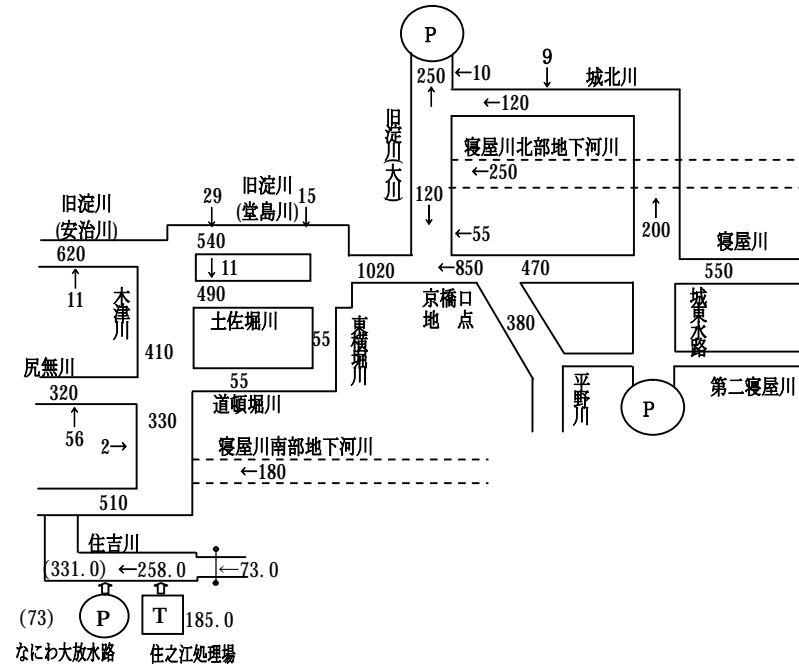 P
250
←10
9
↓
城北川
↑
←120
旧淀川(大川)
寝屋川北部地下河川
←250
29
↓
旧淀川
(堂島川)
15
↓
120
↓
↑
200
旧淀川
(安治川)
←55
寝屋川
620
540
↑
11
↓11
1020
←850
470
550
木津川
490
京橋口
地 点
城東水路
土佐堀川
55
東横堀川
380
410
尻無川
55
平野川
第二寝屋川
320
道頓堀川
P
↑
56
330
2→
寝屋川南部地下河川
←180
510
住吉川
(331.0)
←258.0
←73.0
(73)
P
T
185.0
なにわ大放水路
住之江処理場